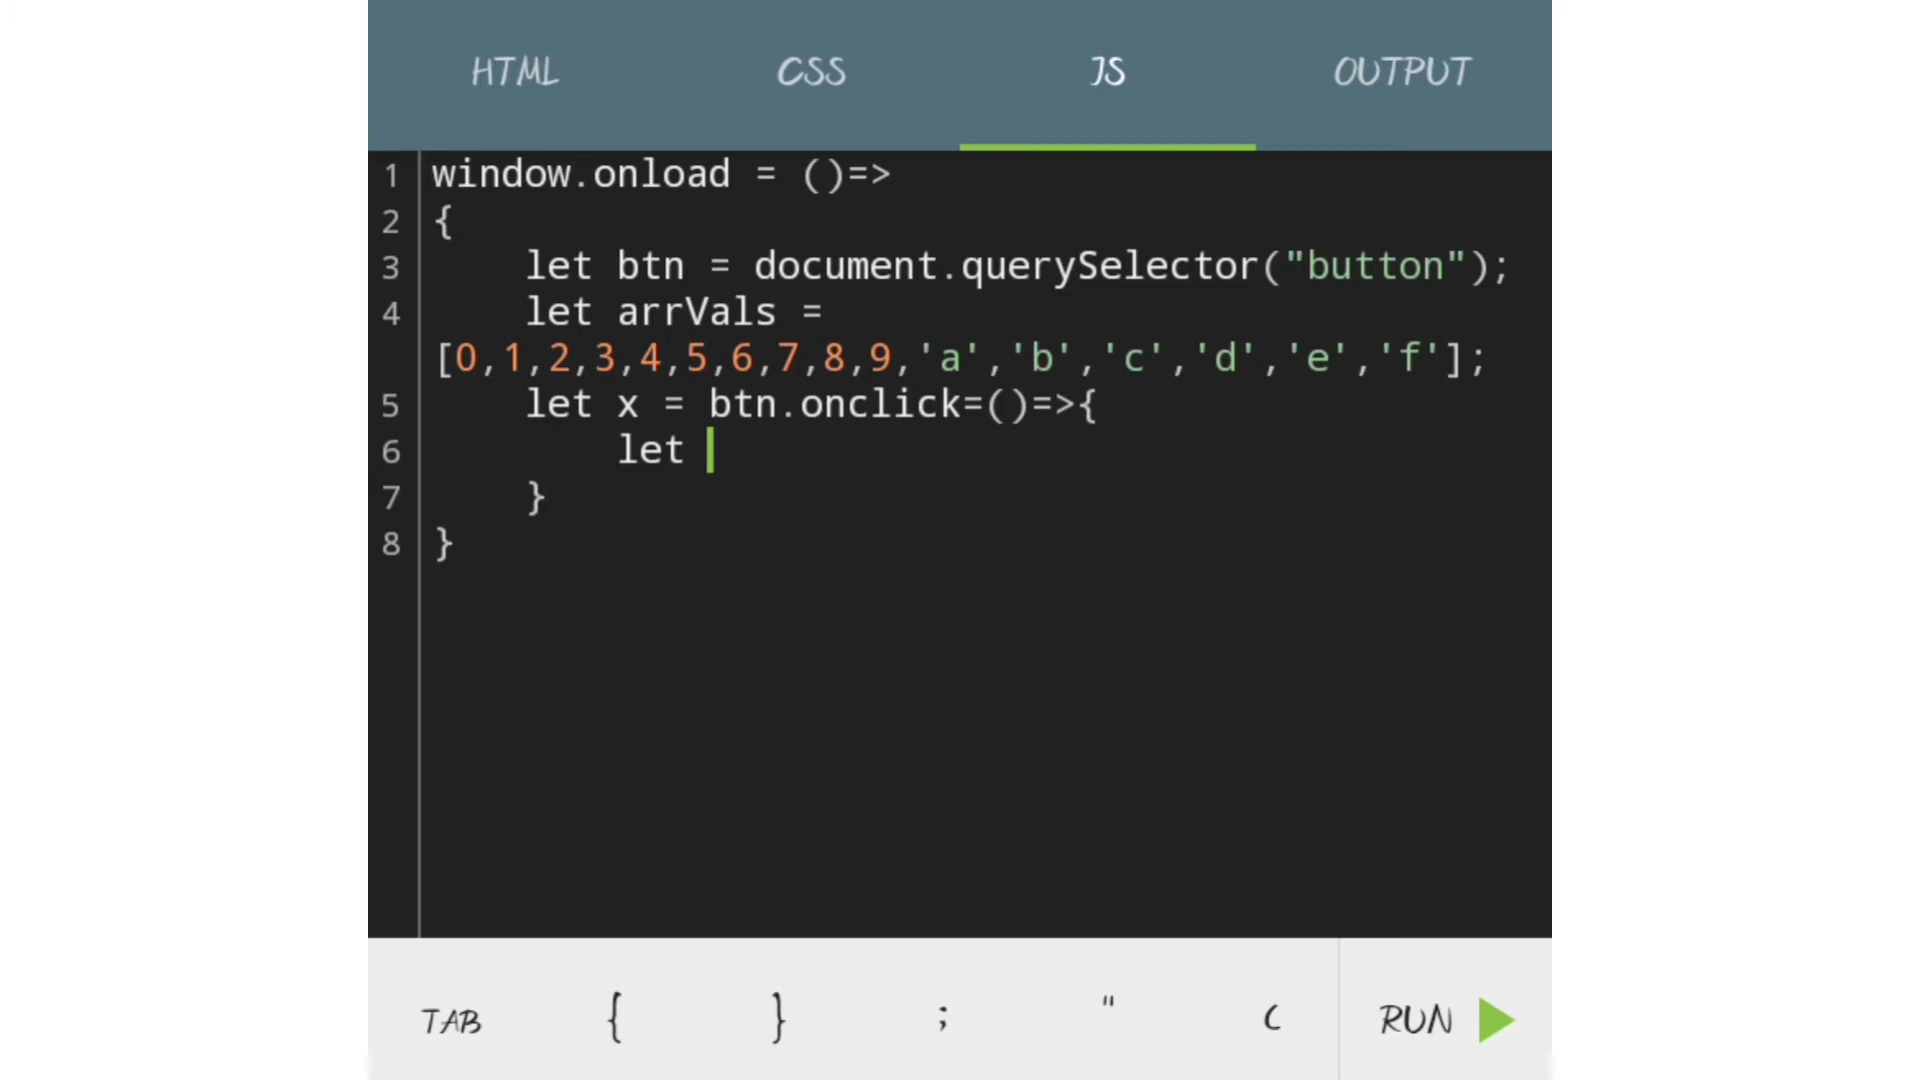 HTML CSS JS OUTPUT
1 window.onload = ()=>
2 {
3 let btn = document.querySelector("button");
4 let arrVals =
[0,1,2,3,4,5,6,7,8,9,'a','b','c','d','e','f'];
5 let x = btn.onclick=()=>{
6 let
7 }
8 }
TAB { } ; " ( RUN